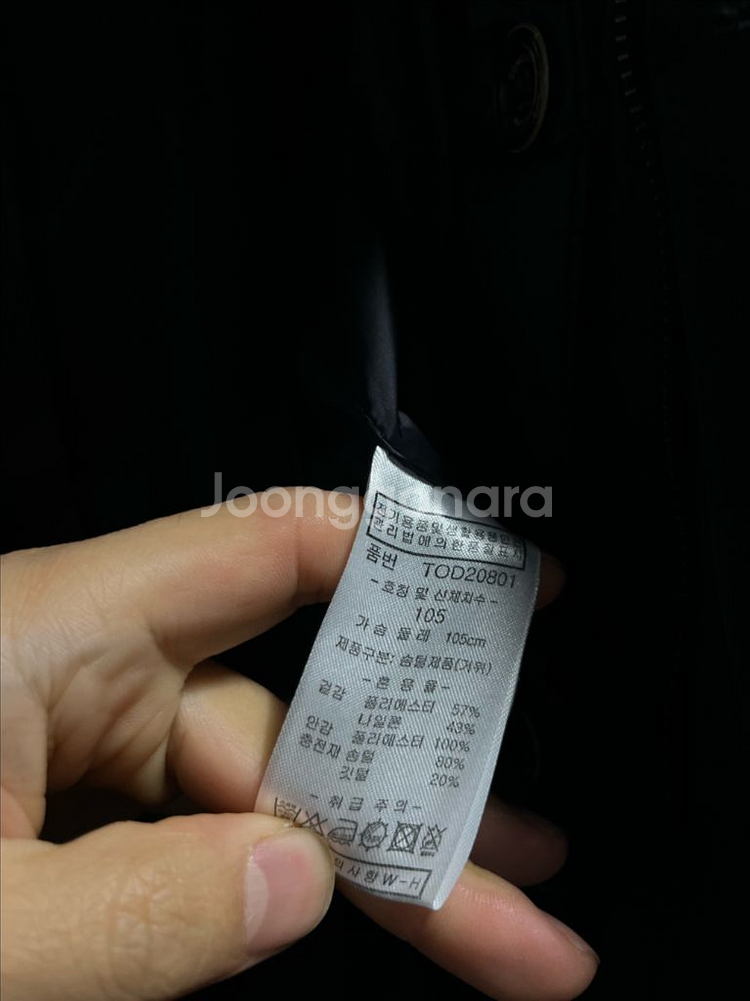 Joonggonara
전기용품및생활용품안전
관리법에의한품질표시
품번 TOD20801
- 호칭 및 신체치수 -
105
가 슴 둘 레 105cm
제품구분: 솜털제품(거위)
- 혼 용 율 -
겉감 폴리에스터 57%
나일론 43%
안감 폴리에스터 100%
충전재 솜털 80%
깃털 20%
- 취 급 주 의 -
사항 W-H